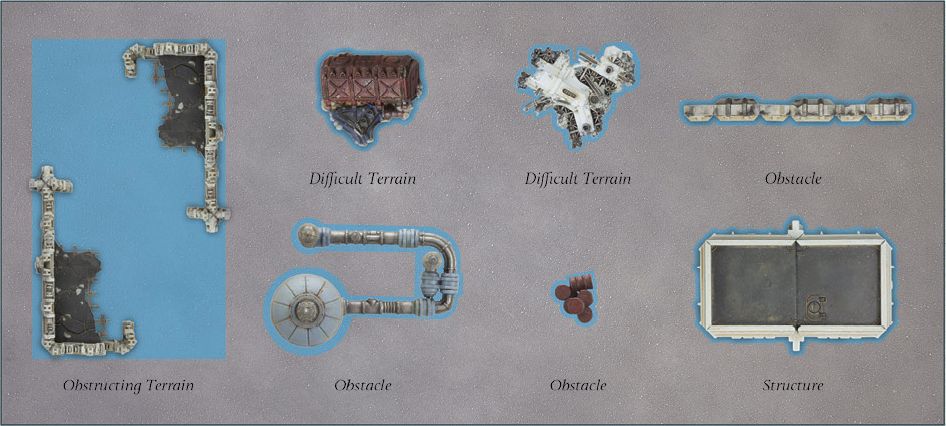 Difficult Terrain
Difficult Terrain
Obstacle
Obstructing Terrain
Obstacle
Obstacle
Structure